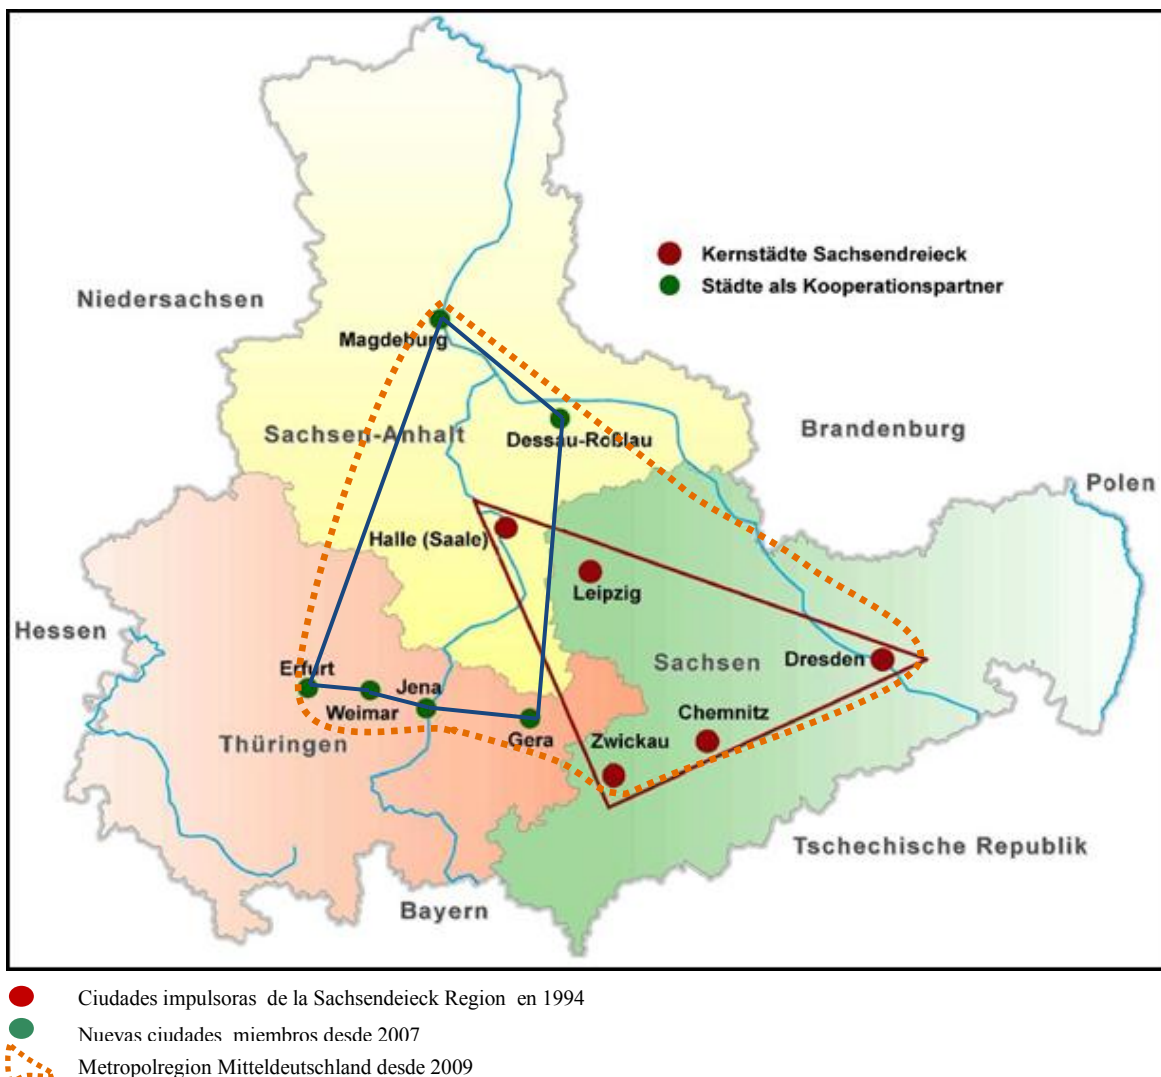 Kernstädte Sachsendreieck
Städte als Kooperationspartner
Niedersachsen
Magdeburg
Sachsen-Anhalt
Dessau-Roßlau
Brandenburg
Polen
Halle (Saale)
Leipzig
Hessen
Erfurt
Jena
Weimar
Sachsen
Dresden
Thüringen
Gera
Zwickau
Chemnitz
Tschechische Republik
Bayern
Ciudades impulsoras de la Sachsendeieck Region en 1994
Nuevas ciudades miembros desde 2007
Metropolregion Mitteldeutschland desde 2009